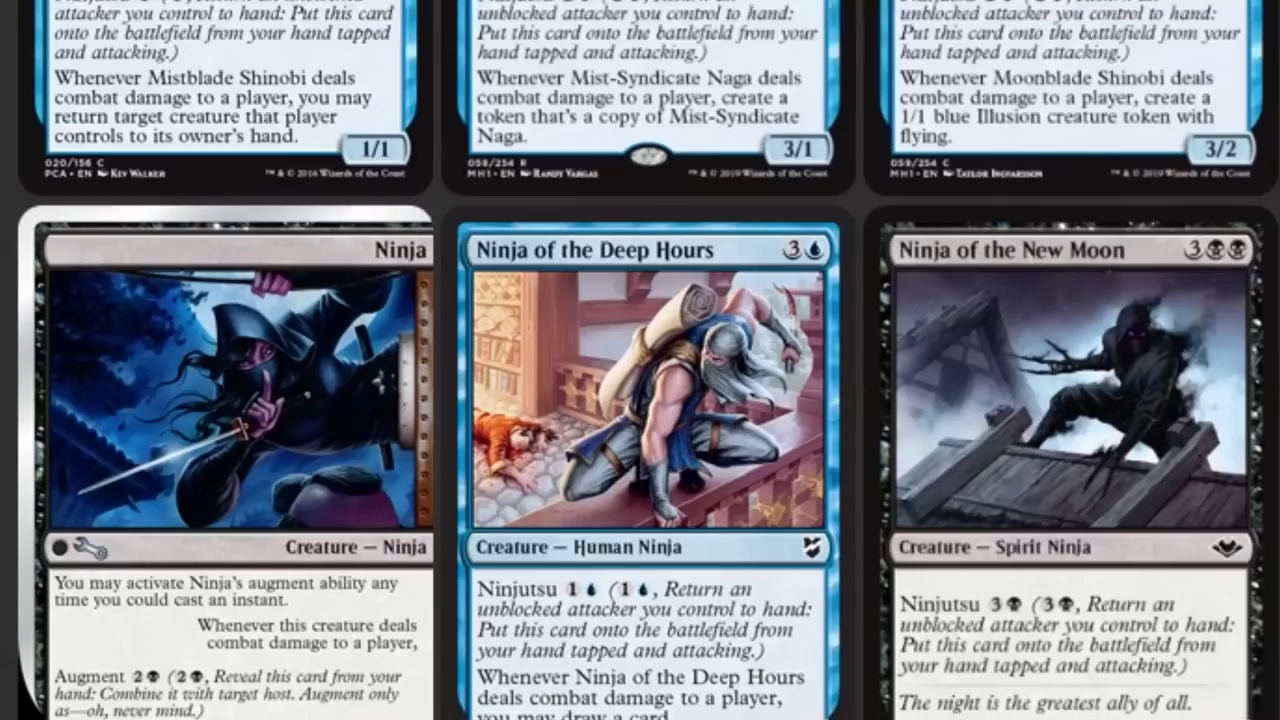 attacker you control to hand: Put this card
onto the battlefield from your hand tapped
and attacking.)
Whenever Mistblade Shinobi deals
combat damage to a player, you may
return target creature that player
controls to its owner's hand.
1/1
020/156 C
PCA • EN Kev Walker
™ & © 2016 Wizards of the Coast
unblocked attacker you control to hand:
Put this card onto the battlefield from your
hand tapped and attacking.)
Whenever Mist-Syndicate Naga deals
combat damage to a player, create a
token that's a copy of Mist-Syndicate
Naga.
3/1
058/254 R
MH1 • EN Randy Vargas
™ & © 2019 Wizards of the Coast
unblocked attacker you control to hand:
Put this card onto the battlefield from your
hand tapped and attacking.)
Whenever Moonblade Shinobi deals
combat damage to a player, create a
1/1 blue Illusion creature token with
flying.
3/2
059/254 C
MH1 • EN Taylor Ingvarsson
™ & © 2019 Wizards of the Coast
Ninja
Creature — Ninja
You may activate Ninja's augment ability any
time you could cast an instant.
Whenever this creature deals
combat damage to a player,
Augment 2 (2, Reveal this card from your
hand: Combine it with target host. Augment only
as—oh, never mind.)
Ninja of the Deep Hours 3
Creature — Human Ninja
Ninjutsu 1 (1, Return an
unblocked attacker you control to hand:
Put this card onto the battlefield from
your hand tapped and attacking.)
Whenever Ninja of the Deep Hours
deals combat damage to a player,
you may draw a card.
Ninja of the New Moon 3
Creature — Spirit Ninja
Ninjutsu 3 (3, Return an
unblocked attacker you control to hand:
Put this card onto the battlefield from
your hand tapped and attacking.)
The night is the greatest ally of all.